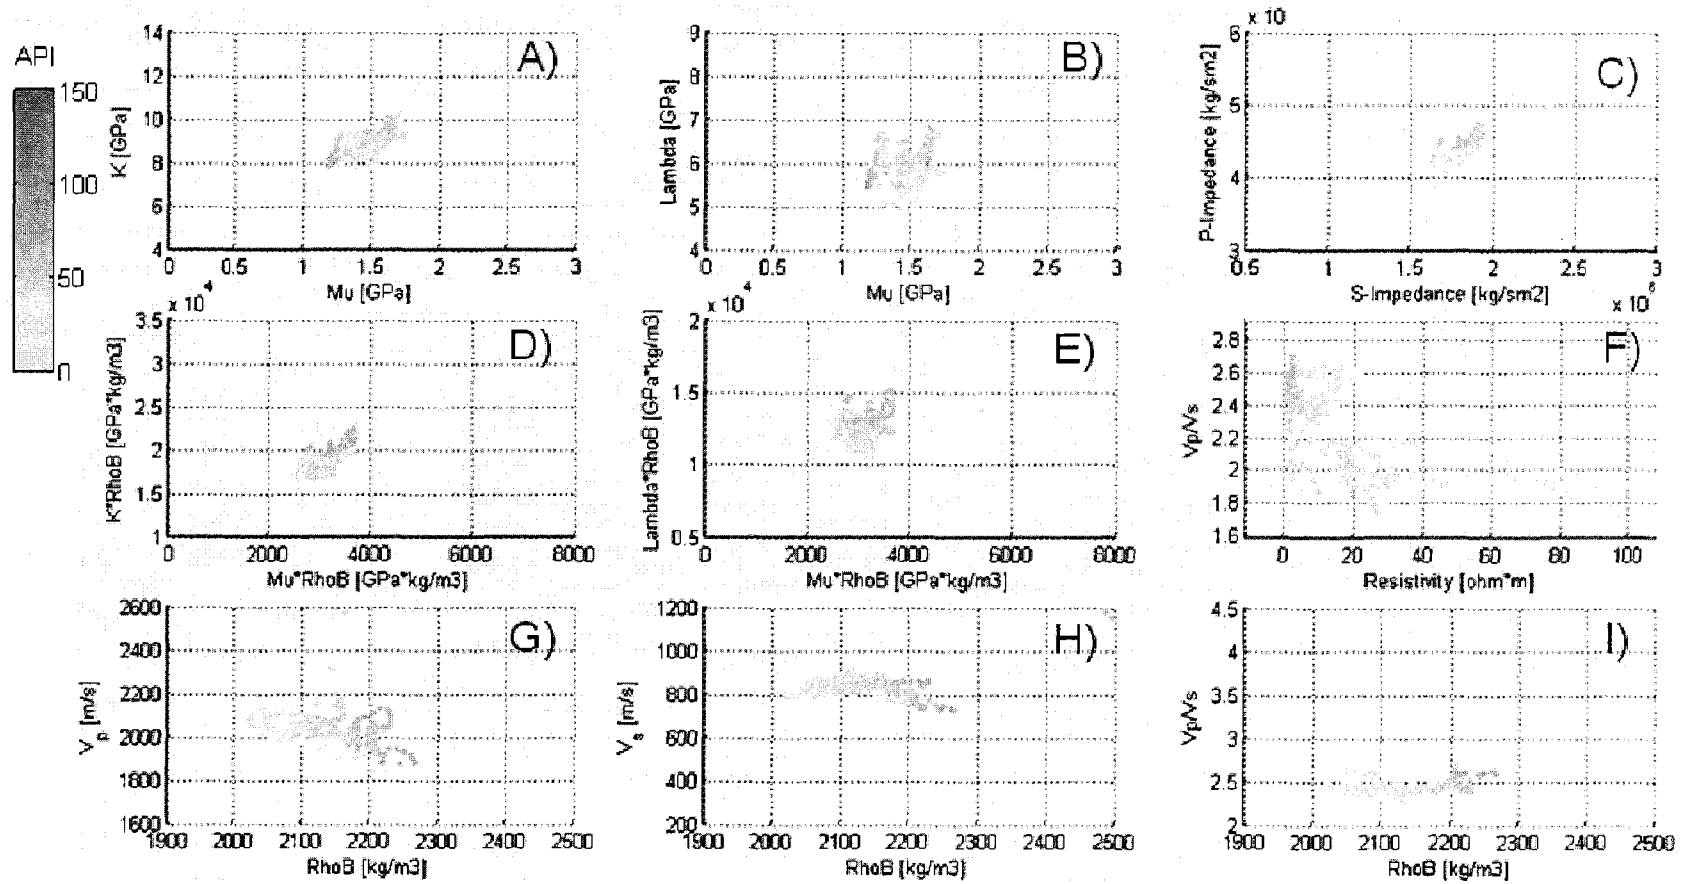 API
150
100
50
0
A)
14
12
10
8
6
4
K [GPa]
0 0.5 1 1.5 2 2.5 3
Mu [GPa]
B)
9
8
7
6
5
4
Lambda [GPa]
0 0.5 1 1.5 2 2.5 3
Mu [GPa]
x 10
C)
6
5
4
3
P-Impedance [kg/sm2]
0.5 1 1.5 2 2.5 3
S-Impedance [kg/sm2]
x 10^6
x 10^4
D)
3.5
3
2.5
2
1.5
1
K*RhoB [GPa*kg/m3]
0 2000 4000 6000 8000
Mu*RhoB [GPa*kg/m3]
x 10^4
E)
2
1.5
1
0.5
Lambda*RhoB [GPa*kg/m3]
0 2000 4000 6000 8000
Mu*RhoB [GPa*kg/m3]
F)
2.8
2.6
2.4
2.2
2
1.8
1.6
Vp/Vs
0 20 40 60 80 100
Resistivity [ohm*m]
G)
2600
2400
2200
2000
1800
1600
V_p [m/s]
1900 2000 2100 2200 2300 2400 2500
RhoB [kg/m3]
H)
1200
1000
800
600
400
200
V_s [m/s]
1900 2000 2100 2200 2300 2400 2500
RhoB [kg/m3]
I)
4.5
4
3.5
3
2.5
2
Vp/Vs
1900 2000 2100 2200 2300 2400 2500
RhoB [kg/m3]